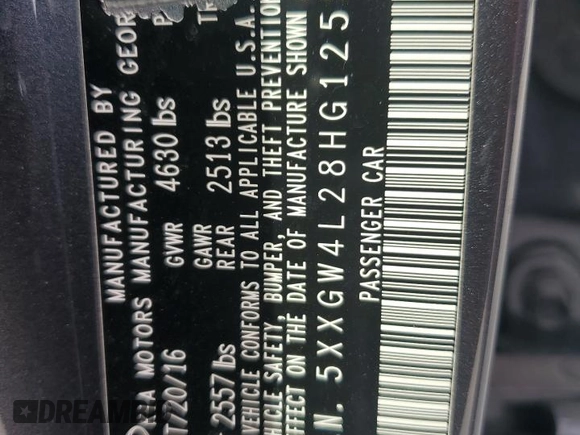 MANUFACTURED BY
MOTORS MANUFACTURING GEOR
/20/16 GVWR 4630 lbs
GAWR
2557 lbs REAR 2513 lbs
VEHICLE CONFORMS TO ALL APPLICABLE U.S.A.
VEHICLE SAFETY, BUMPER, AND THEFT PREVENTION
EFFECT ON THE DATE OF MANUFACTURE SHOWN
N. 5XXGW4L28HG125
PASSENGER CAR